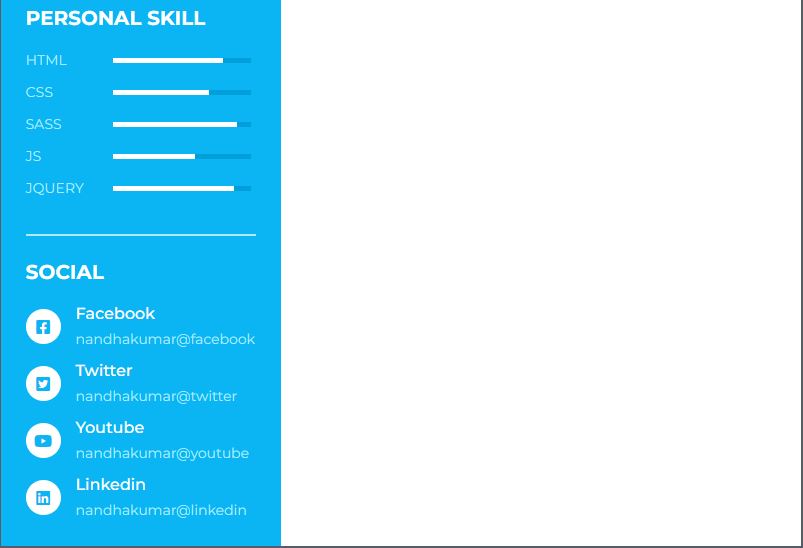 PERSONAL SKILL
HTML
CSS
SASS
JS
JQUERY
SOCIAL
Facebook
nandhakumar@facebook
Twitter
nandhakumar@twitter
Youtube
nandhakumar@youtube
Linkedin
nandhakumar@linkedin